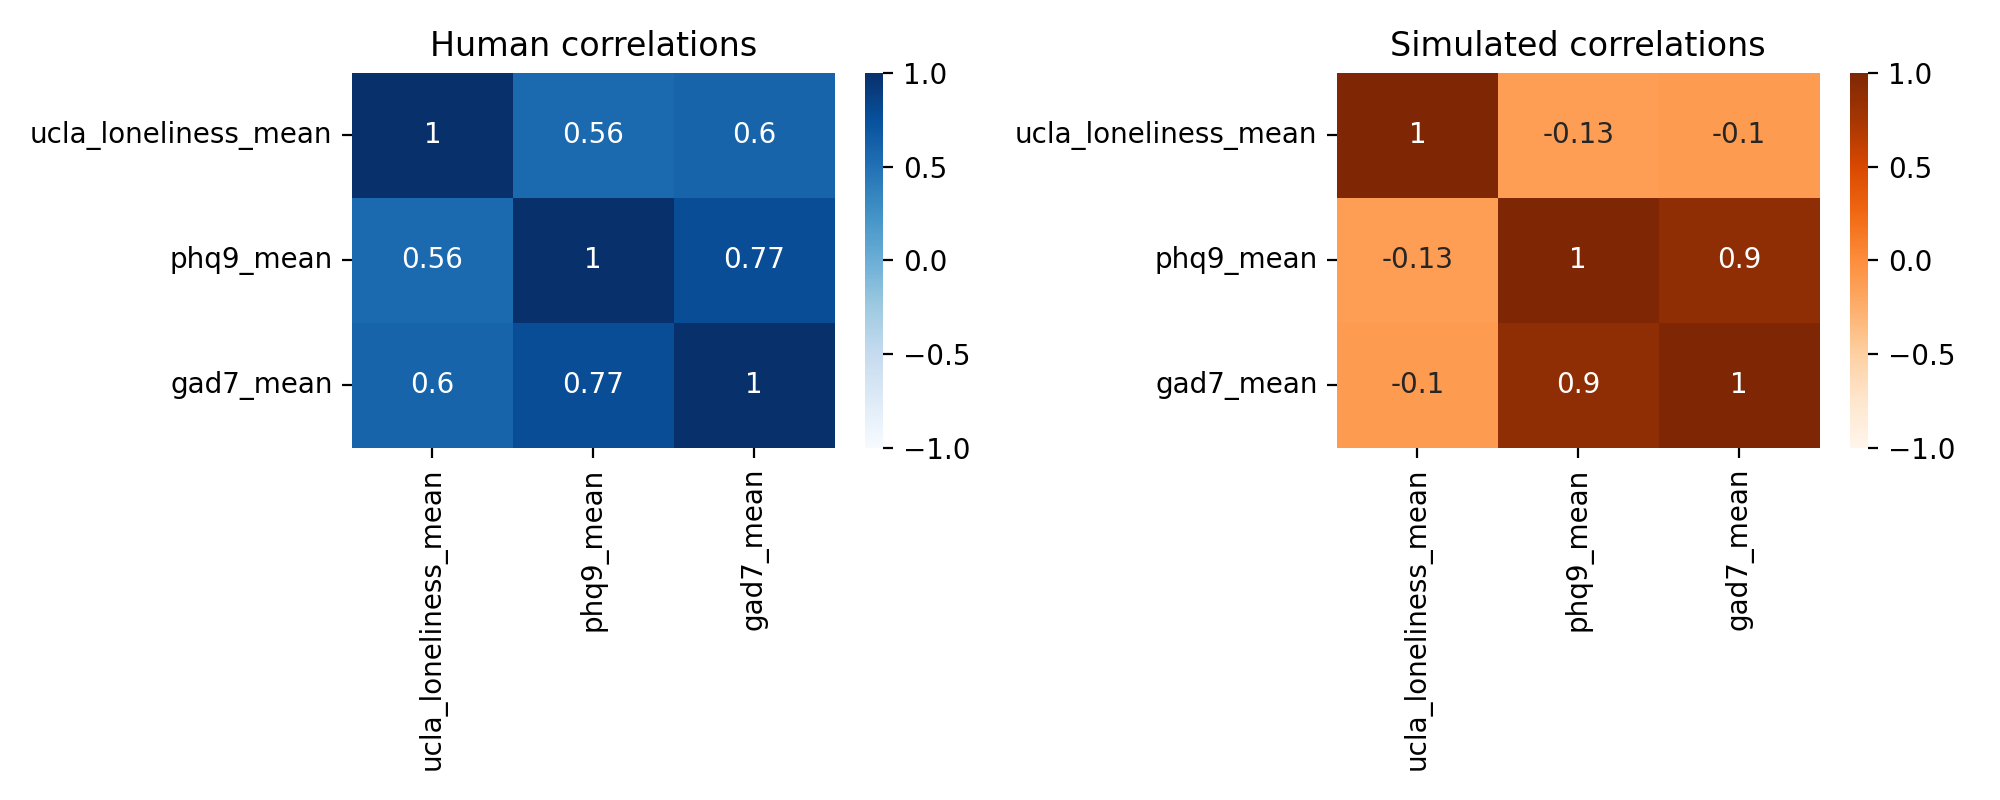 Human correlations
ucla_loneliness_mean
phq9_mean
gad7_mean
1 0.56 0.6
0.56 1 0.77
0.6 0.77 1
ucla_loneliness_mean
phq9_mean
gad7_mean
1.0
0.5
0.0
−0.5
−1.0
Simulated correlations
ucla_loneliness_mean
phq9_mean
gad7_mean
1 -0.13 -0.1
-0.13 1 0.9
-0.1 0.9 1
ucla_loneliness_mean
phq9_mean
gad7_mean
1.0
0.5
0.0
−0.5
−1.0